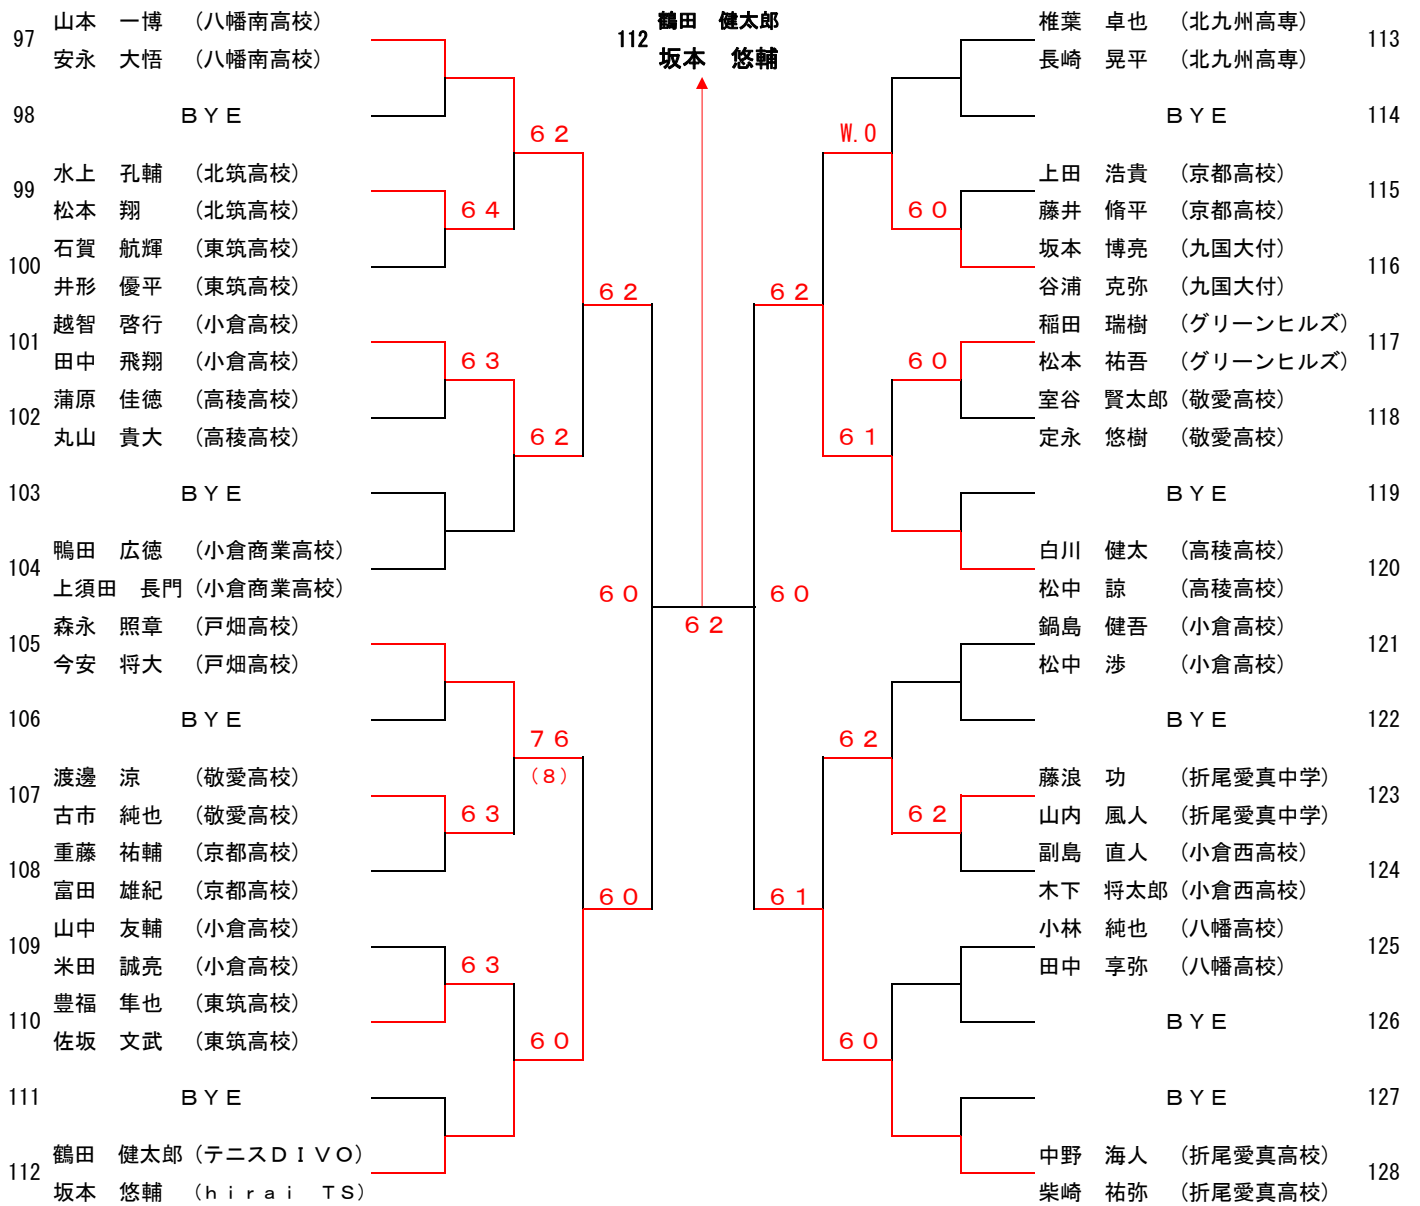 鶴田　健太郎
112 坂本　悠輔
97 山本　一博 （八幡南高校）
安永　大悟 （八幡南高校）
98 ＢＹＥ
６２
99 水上　孔輔 （北筑高校）
松本　翔 （北筑高校）
６４
100 石賀　航輝 （東筑高校）
井形　優平 （東筑高校）
６２
101 越智　啓行 （小倉高校）
田中　飛翔 （小倉高校）
６３
102 蒲原　佳徳 （高稜高校）
丸山　貴大 （高稜高校）
６２
103 ＢＹＥ
104 鴨田　広徳 （小倉商業高校）
上須田　長門 （小倉商業高校）
６０
105 森永　照章 （戸畑高校）
今安　将大 （戸畑高校）
106 ＢＹＥ
７６
（８）
107 渡邊　涼 （敬愛高校）
古市　純也 （敬愛高校）
６３
108 重藤　祐輔 （京都高校）
富田　雄紀 （京都高校）
６０
109 山中　友輔 （小倉高校）
米田　誠亮 （小倉高校）
６３
110 豊福　隼也 （東筑高校）
佐坂　文武 （東筑高校）
６０
111 ＢＹＥ
112 鶴田　健太郎 （テニスＤＩＶＯ）
坂本　悠輔 （ｈｉｒａｉ　ＴＳ）
６２
椎葉　卓也 （北九州高専） 113
長崎　晃平 （北九州高専）
ＢＹＥ 114
W.O
上田　浩貴 （京都高校） 115
藤井　脩平 （京都高校）
６０
坂本　博亮 （九国大付） 116
谷浦　克弥 （九国大付）
６２
稲田　瑞樹 （グリーンヒルズ） 117
松本　祐吾 （グリーンヒルズ）
６０
室谷　賢太郎 （敬愛高校） 118
定永　悠樹 （敬愛高校）
６１
ＢＹＥ 119
白川　健太 （高稜高校） 120
松中　諒 （高稜高校）
６０
鍋島　健吾 （小倉高校） 121
松中　渉 （小倉高校）
ＢＹＥ 122
６２
藤浪　功 （折尾愛真中学） 123
山内　風人 （折尾愛真中学）
６２
副島　直人 （小倉西高校） 124
木下　将太郎 （小倉西高校）
６１
小林　純也 （八幡高校） 125
田中　享弥 （八幡高校）
ＢＹＥ 126
６０
ＢＹＥ 127
中野　海人 （折尾愛真高校） 128
柴崎　祐弥 （折尾愛真高校）